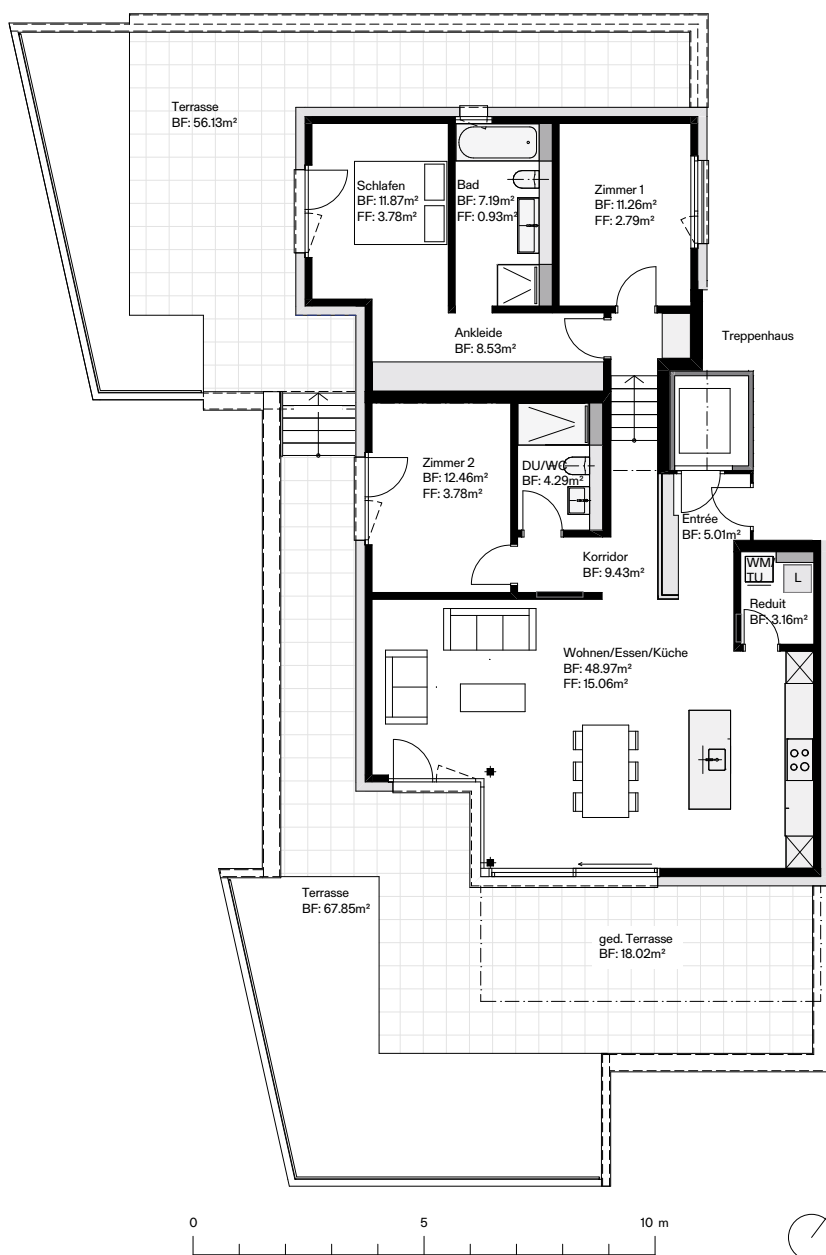 Terrasse
BF: 56.13m²
Schlafen
BF: 11.87m²
FF: 3.78m²
Bad
BF: 7.19m²
FF: 0.93m²
Zimmer 1
BF: 11.26m²
FF: 2.79m²
Ankleide
BF: 8.53m²
Treppenhaus
Zimmer 2
BF: 12.46m²
FF: 3.78m²
DU/WC
BF: 4.29m²
Entrée
BF: 5.01m²
Korridor
BF: 9.43m²
WM/
TU
L
Reduit
BF: 3.16m²
Wohnen/Essen/Küche
BF: 48.97m²
FF: 15.06m²
Terrasse
BF: 67.85m²
ged. Terrasse
BF: 18.02m²
0 5 10 m